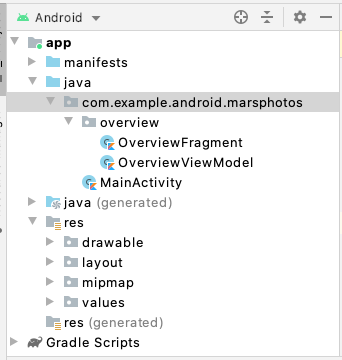 Android
app
manifests
java
com.example.android.marsphotos
overview
OverviewFragment
OverviewViewModel
MainActivity
java (generated)
res
drawable
layout
mipmap
values
res (generated)
Gradle Scripts